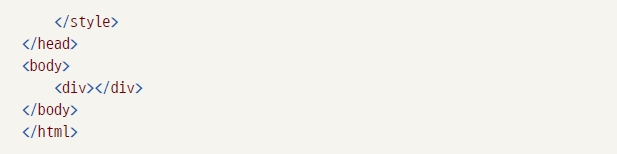 </style>
</head>
<body>
    <div></div>
</body>
</html>